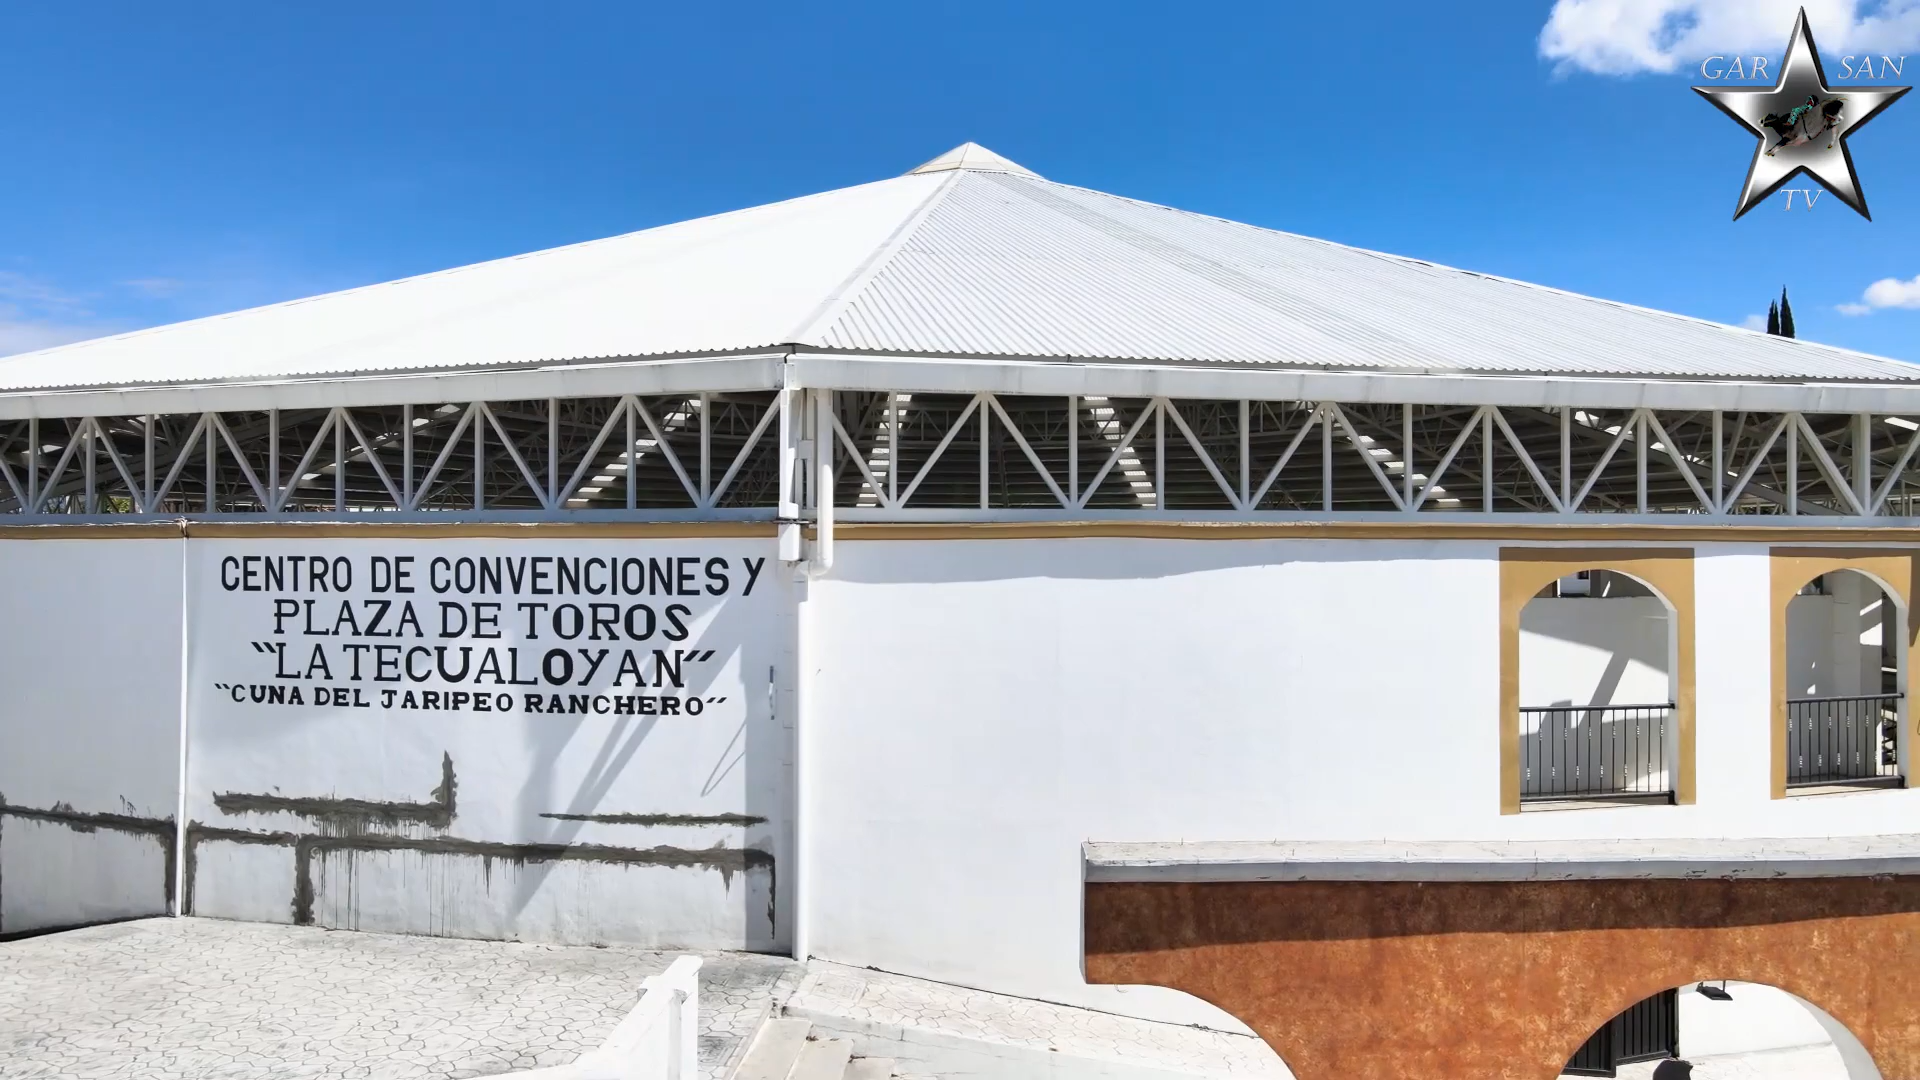 GAR SAN
TV
CENTRO DE CONVENCIONES Y
PLAZA DE TOROS
"LA TECUALOYAN"
"CUNA DEL JARIPEO RANCHERO"